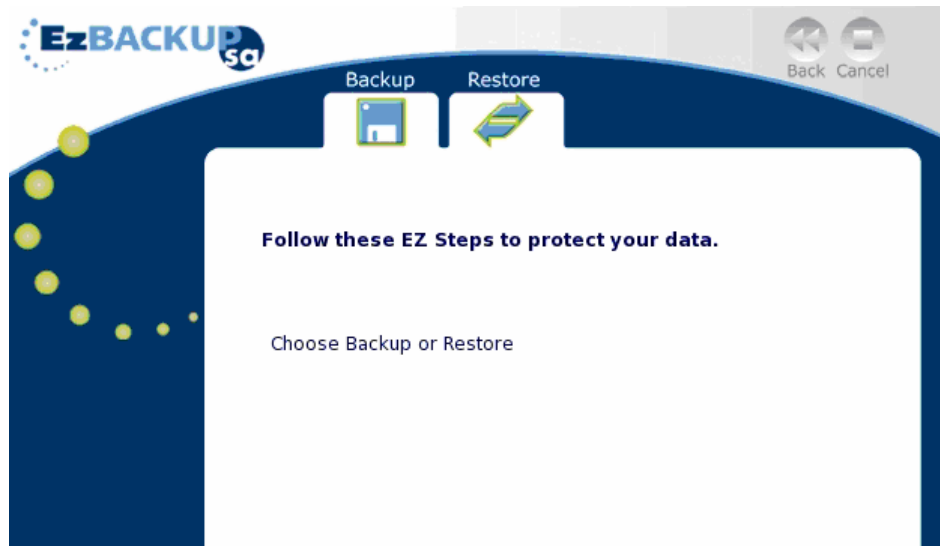 EzBACKUP
sa
Back Cancel
Backup Restore
Follow these EZ Steps to protect your data.
Choose Backup or Restore